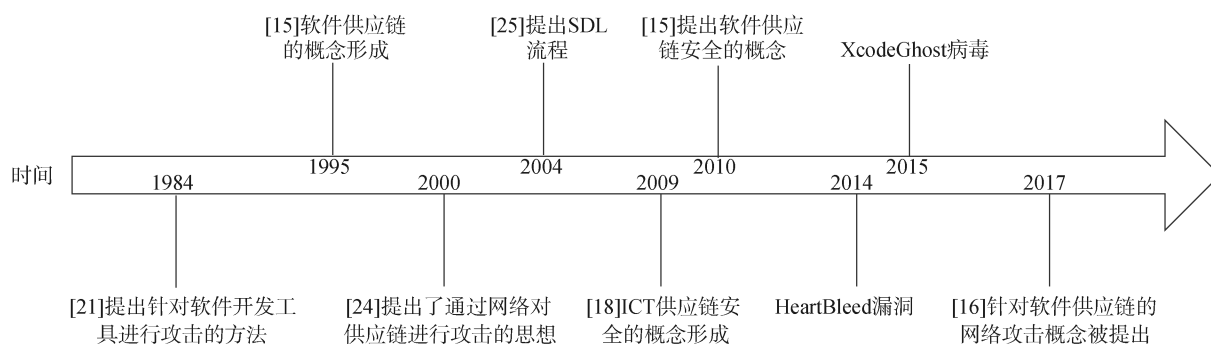 [15]软件供应链
的概念形成
[25]提出SDL
流程
[15]提出软件供应
链安全的概念
XcodeGhost病毒
时间
1995
2004
2010
2015
1984
2000
2009
2014
2017
[21]提出针对软件开发工
具进行攻击的方法
[24]提出了通过网络对
供应链进行攻击的思想
[18]ICT供应链安
全的概念形成
HeartBleed漏洞
[16]针对软件供应链的
网络攻击概念被提出